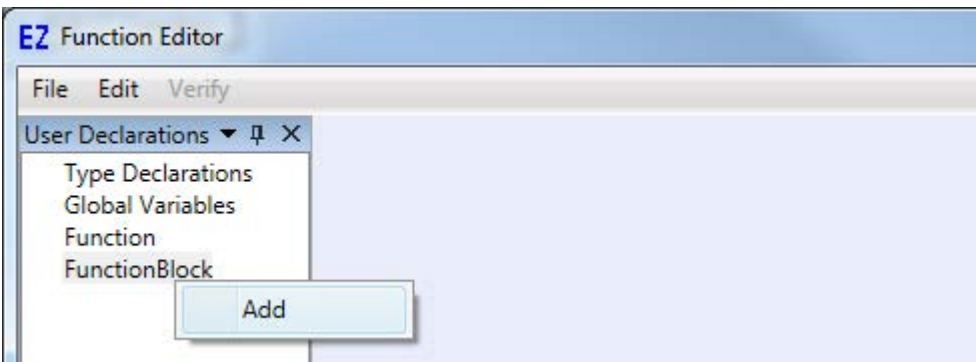 EZ Function Editor
File Edit Verify
User Declarations
Type Declarations
Global Variables
Function
FunctionBlock
Add